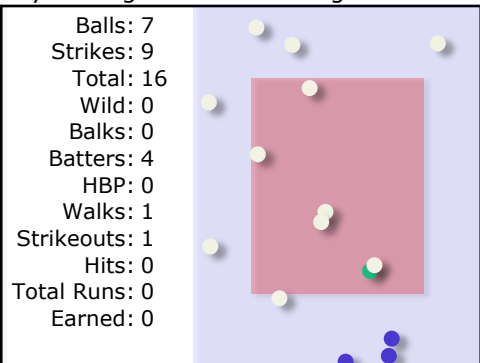 Balls: 7
Strikes: 9
Total: 16
Wild: 0
Balks: 0
Batters: 4
HBP: 0
Walks: 1
Strikeouts: 1
Hits: 0
Total Runs: 0
Earned: 0